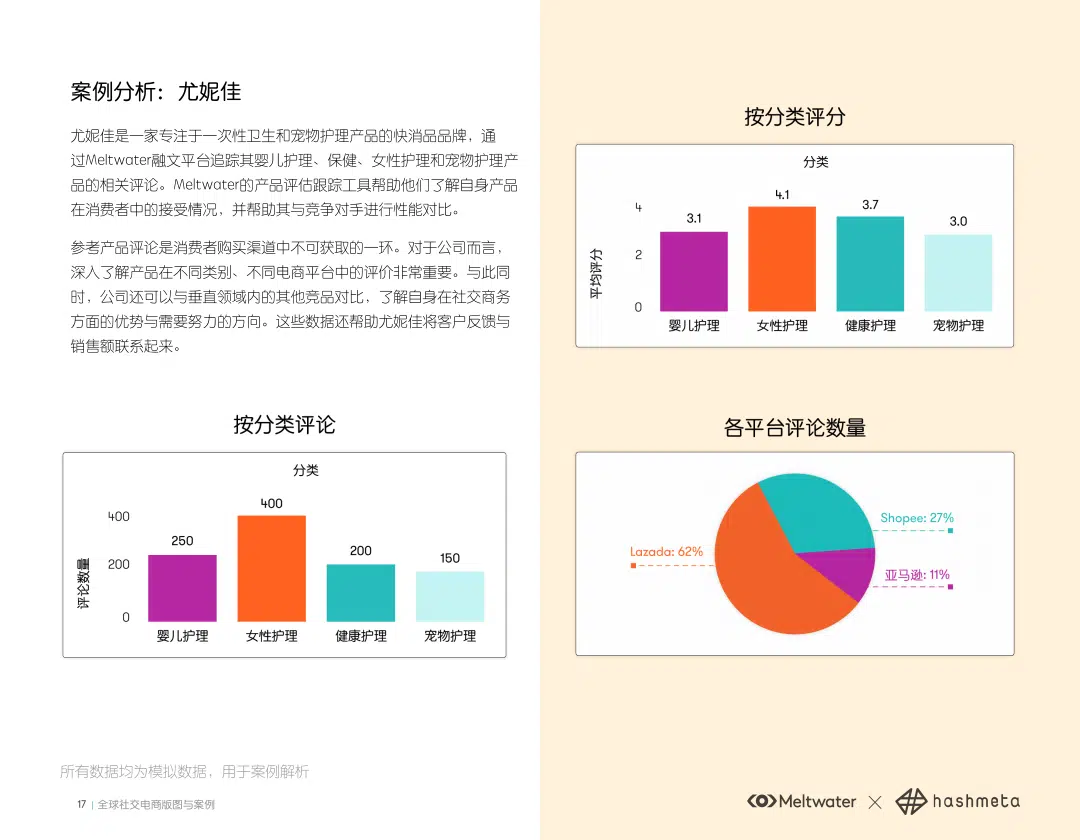 案例分析：尤妮佳
尤妮佳是一家专注于一次性卫生和宠物护理产品的快消品品牌，通
过Meltwater融文平台追踪其婴儿护理、保健、女性护理和宠物护理产
品的相关评论。Meltwater的产品评估跟踪工具帮助他们了解自身产品
在消费者中的接受情况，并帮助其与竞争对手进行性能对比。
参考产品评论是消费者购买渠道中不可获取的一环。对于公司而言，
深入了解产品在不同类别、不同电商平台中的评价非常重要。与此同
时，公司还可以与垂直领域内的其他竞品对比，了解自身在社交商务
方面的优势与需要努力的方向。这些数据还帮助尤妮佳将客户反馈与
销售额联系起来。
按分类评论
分类
评论数量
400
200
0
250
400
200
150
婴儿护理
女性护理
健康护理
宠物护理
按分类评分
分类
平均评分
4
2
0
3.1
4.1
3.7
3.0
婴儿护理
女性护理
健康护理
宠物护理
各平台评论数量
Shopee: 27%
Lazada: 62%
亚马逊: 11%
所有数据均为模拟数据，用于案例解析
17 | 全球社交电商版图与案例
Meltwater × hashmeta